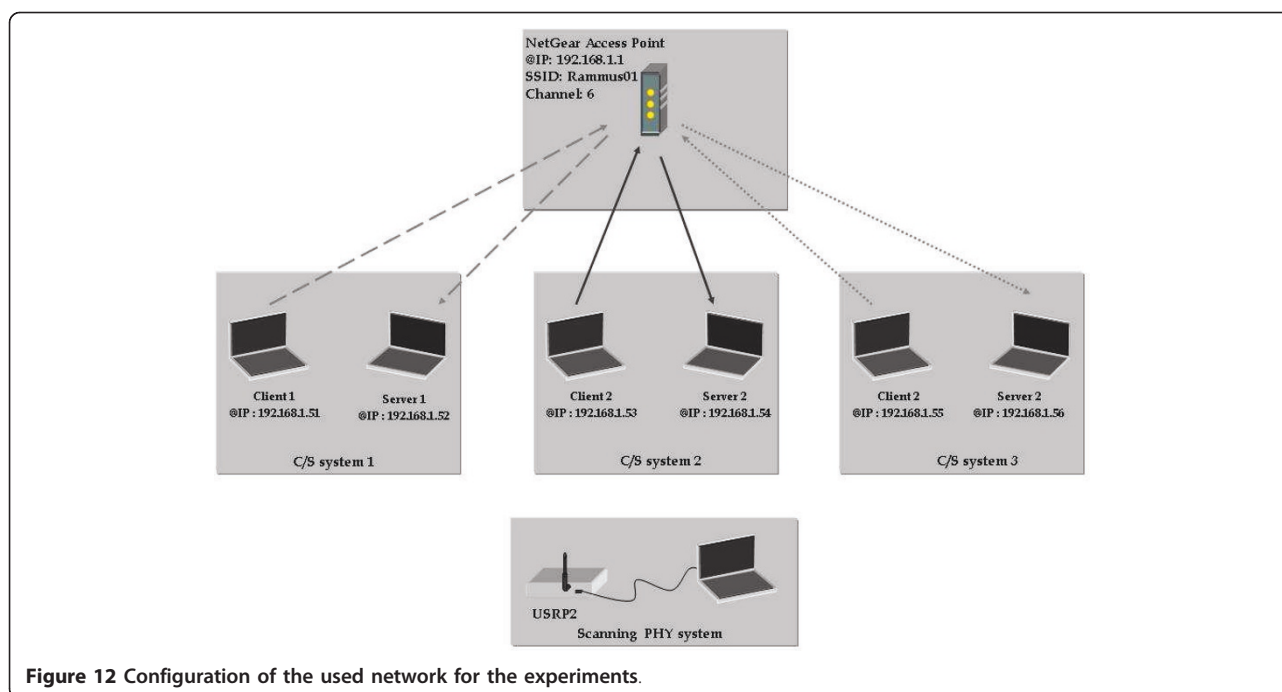 NetGear Access Point
@IP: 192.168.1.1
SSID: Rammus01
Channel: 6
Client 1
@IP : 192.168.1.51
Server 1
@IP : 192.168.1.52
C/S system 1
Client 2
@IP : 192.168.1.53
Server 2
@IP : 192.168.1.54
C/S system 2
Client 2
@IP : 192.168.1.55
Server 2
@IP : 192.168.1.56
C/S system 3
USRP2
Scanning PHY system
Figure 12 Configuration of the used network for the experiments.